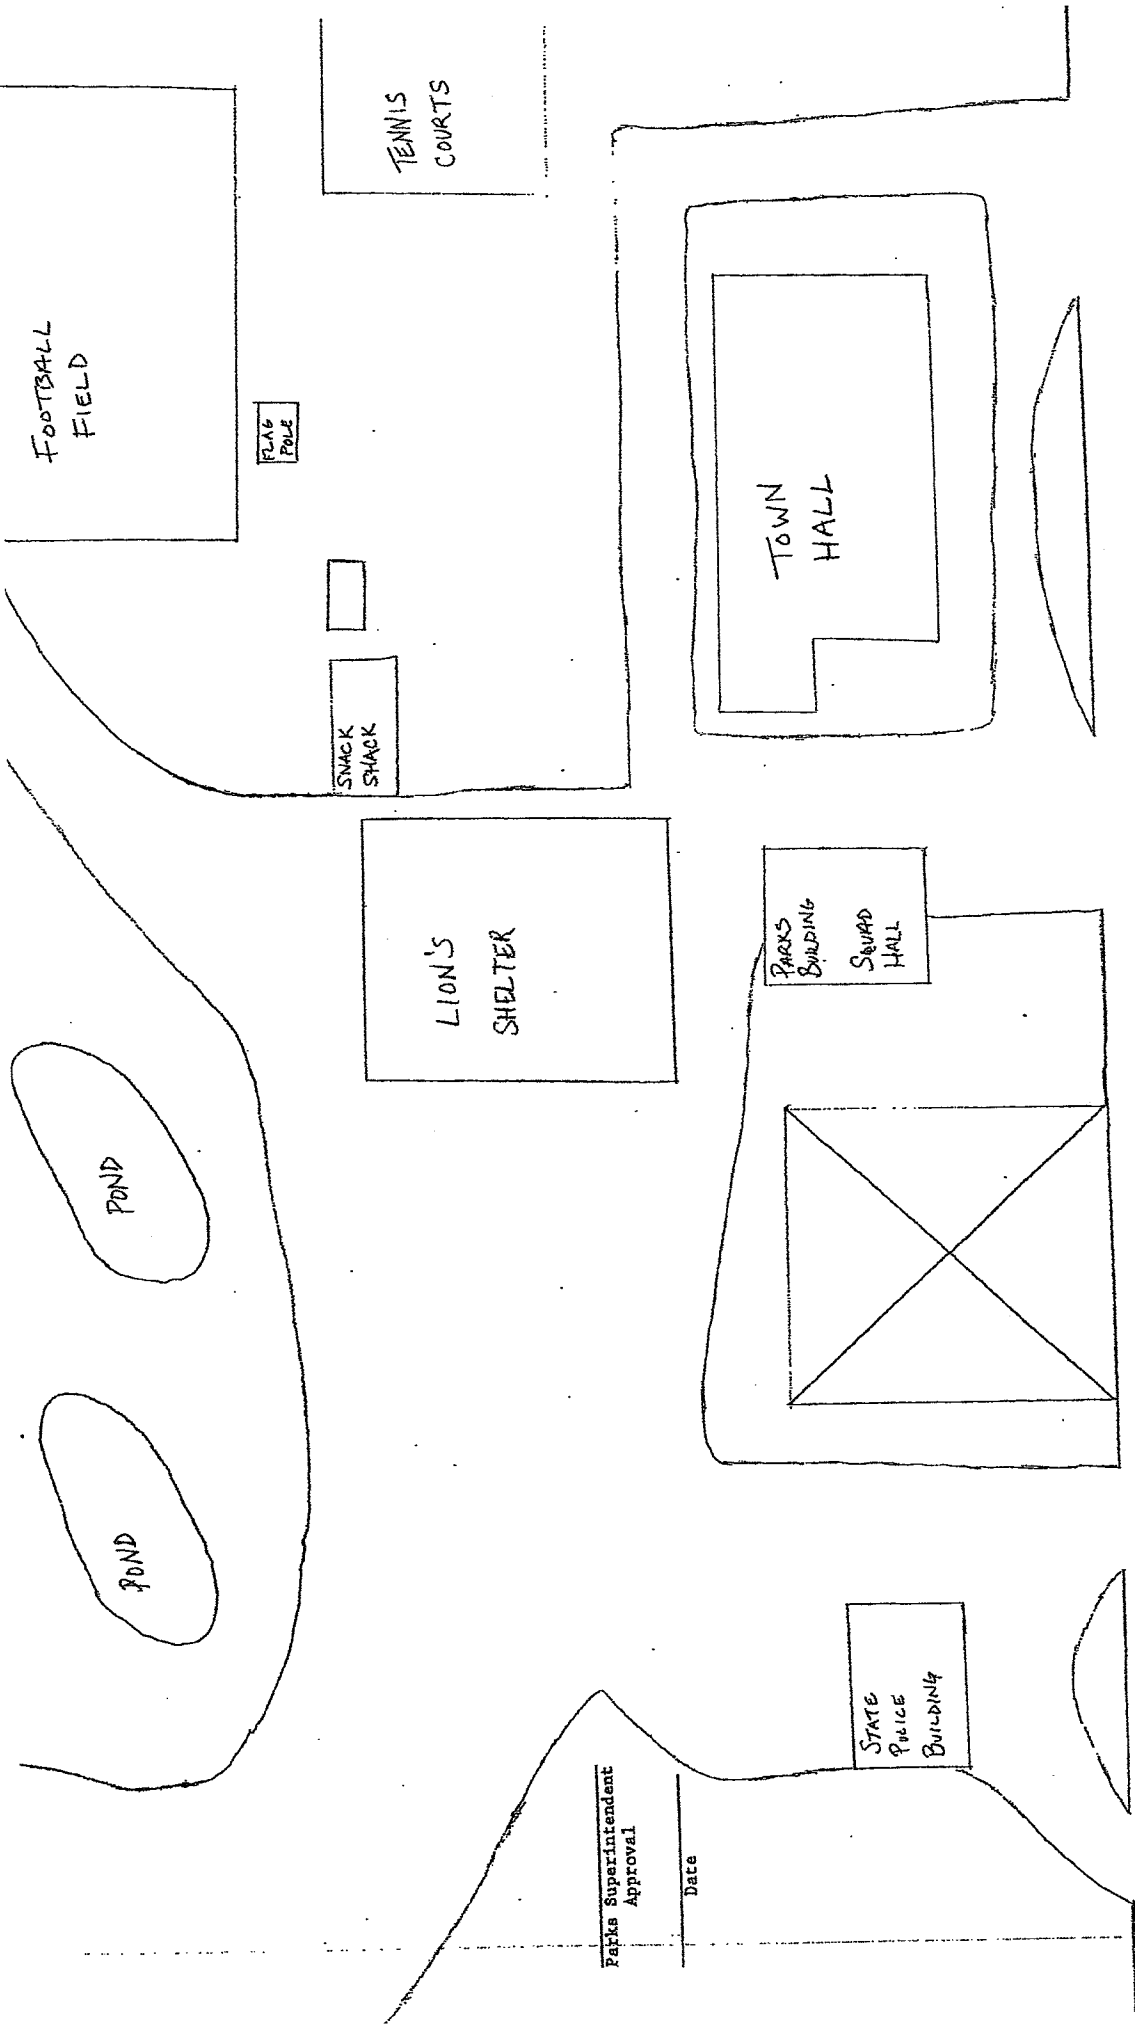 POND
POND
FOOTBALL
FIELD
FLAG
POLE
SNACK
SHACK
TENNIS
COURTS
LION'S
SHELTER
Parks Superintendent
Approval
Date
TOWN
HALL
PARKS
BUILDING
SQUAD
HALL
STATE
POLICE
BUILDING